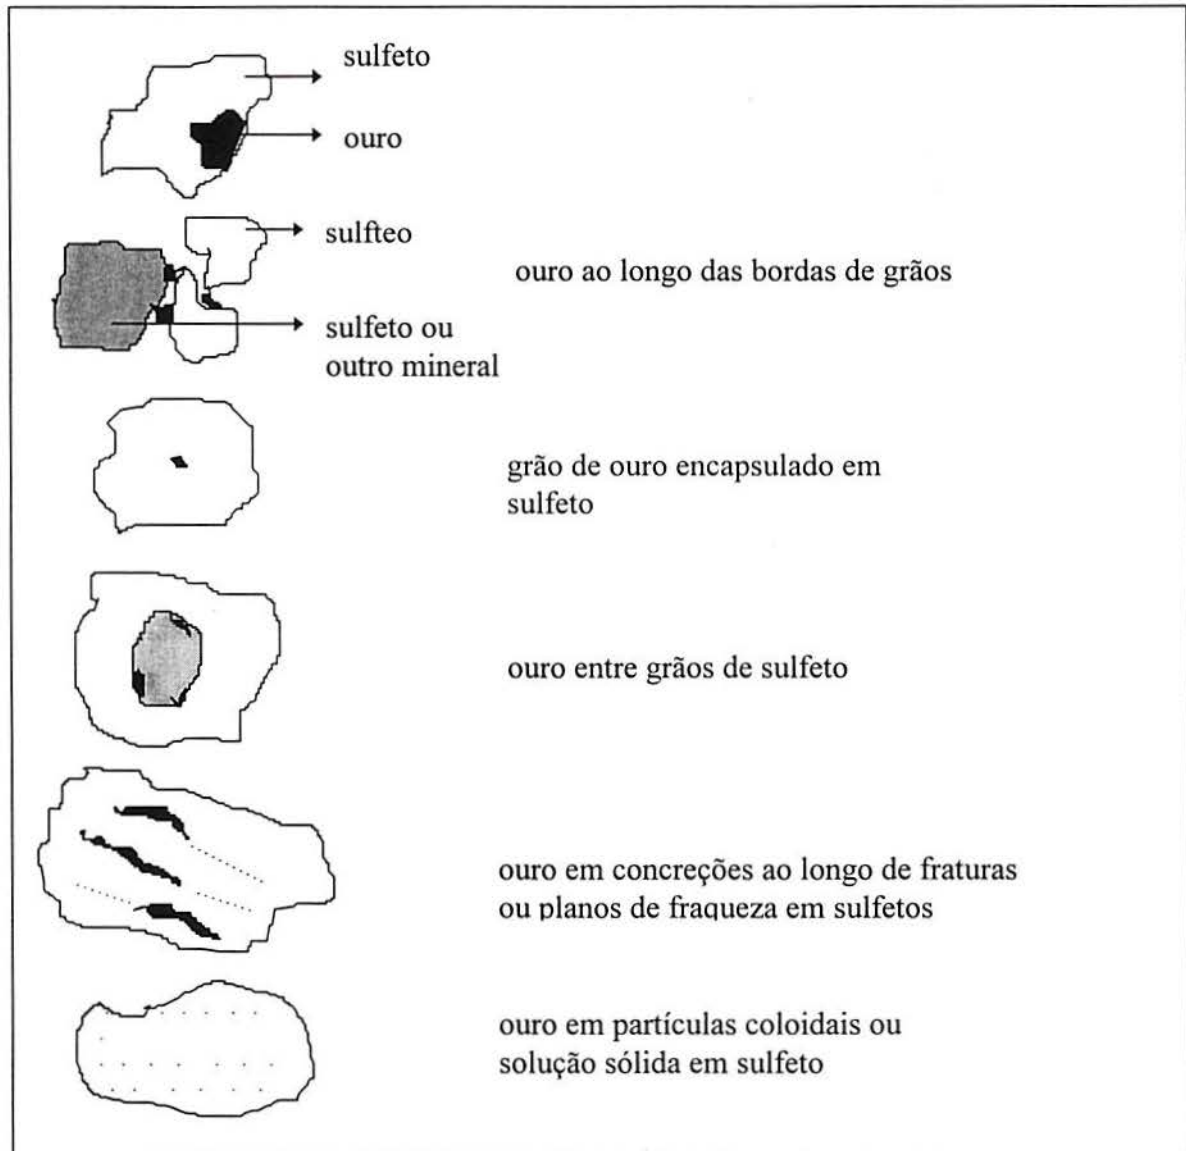 sulfeto
ouro
sulfteo
ouro ao longo das bordas de grãos
sulfeto ou
outro mineral
grão de ouro encapsulado em
sulfeto
ouro entre grãos de sulfeto
ouro em concreções ao longo de fraturas
ou planos de fraqueza em sulfetos
ouro em partículas coloidais ou
solução sólida em sulfeto